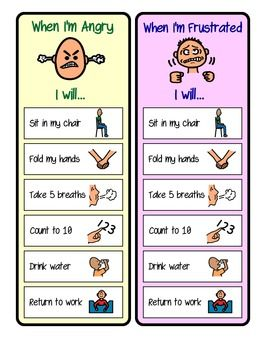 When I'm Angry
I will...
Sit in my chair
Fold my hands
Take 5 breaths
Count to 10
123
Drink water
Return to work
When I'm Frustrated
I will...
Sit in my chair
Fold my hands
Take 5 breaths
Count to 10
123
Drink water
Return to work